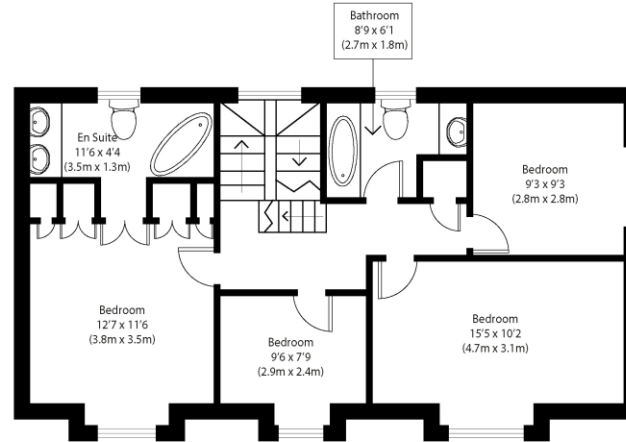 Bathroom
8'9 x 6'1
(2.7m x 1.8m)
En Suite
11'6 x 4'4
(3.5m x 1.3m)
Bedroom
9'3 x 9'3
(2.8m x 2.8m)
Bedroom
12'7 x 11'6
(3.8m x 3.5m)
Bedroom
9'6 x 7'9
(2.9m x 2.4m)
Bedroom
15'5 x 10'2
(4.7m x 3.1m)